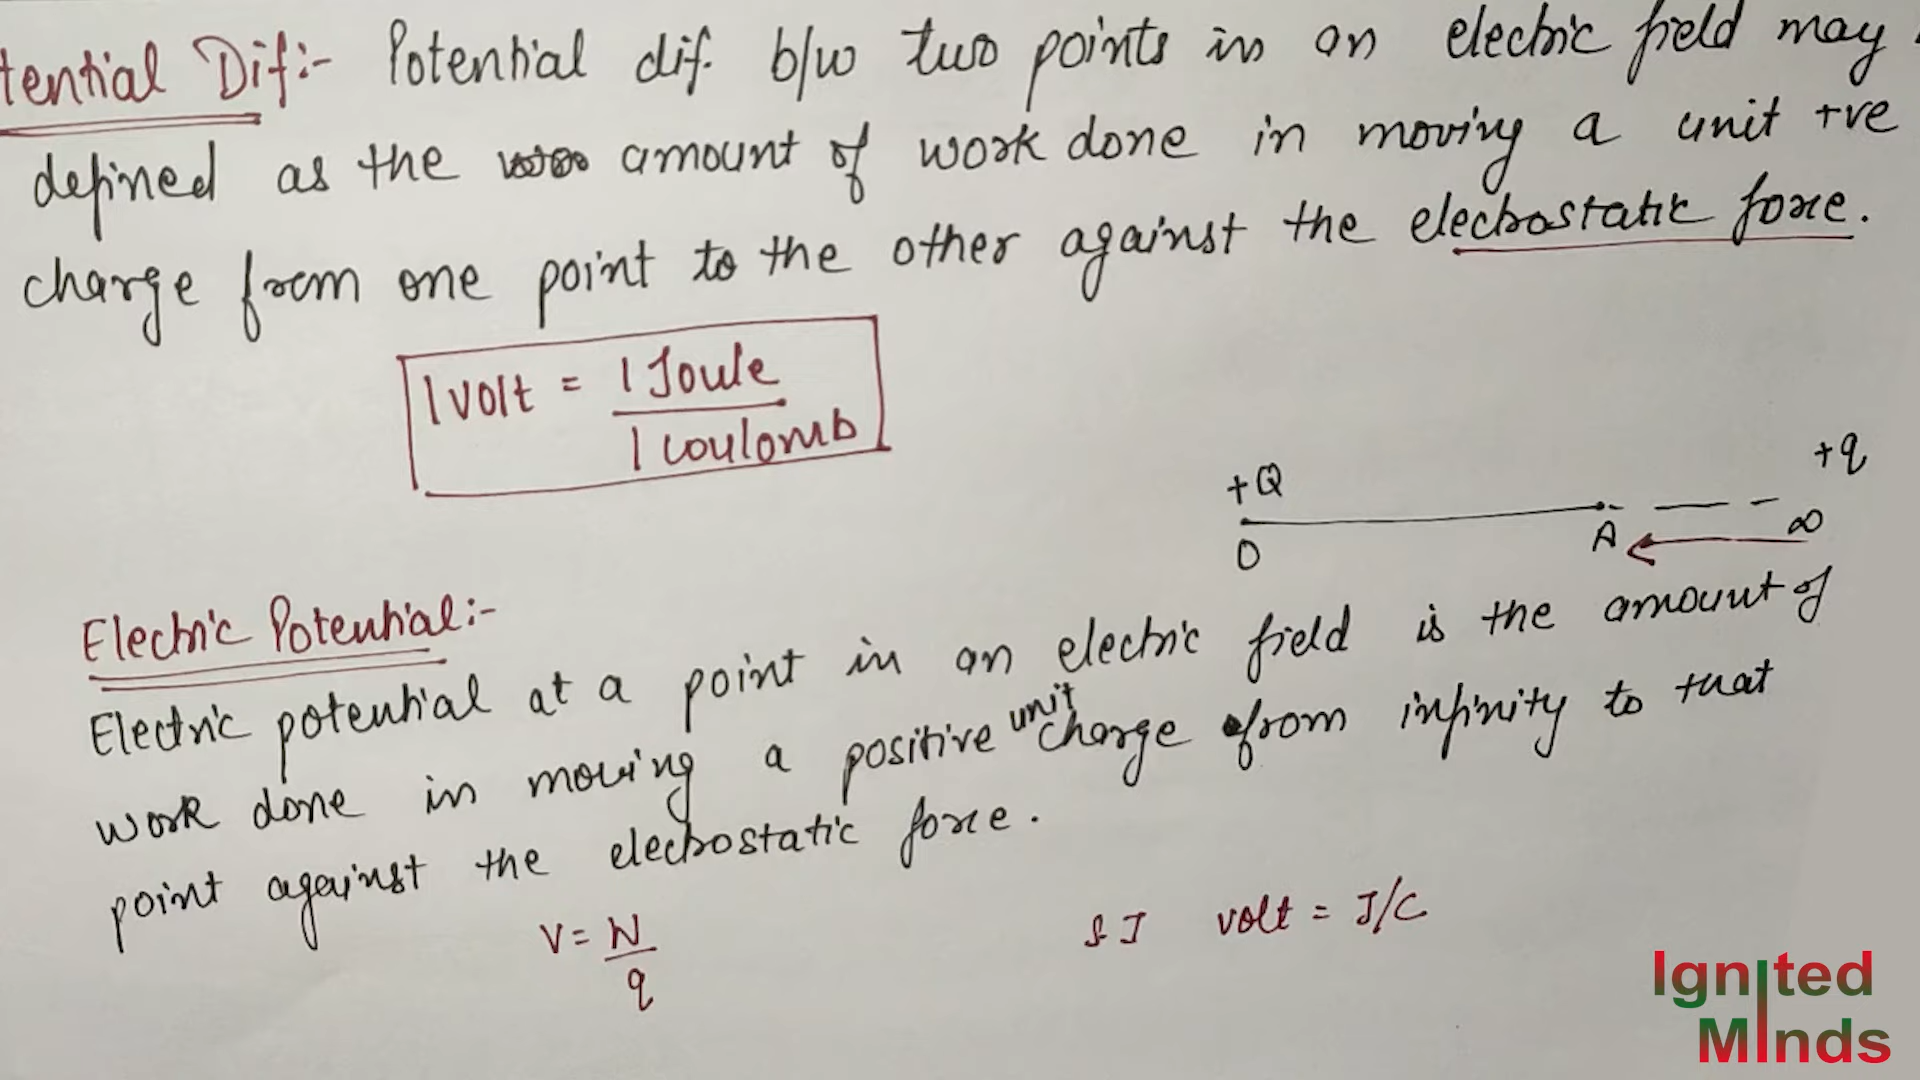 tential Dif:- Potential dif. b/w two points in an electric field may
defined as the amount of work done in moving a unit +ve
charge from one point to the other against the electrostatic force.
1 volt = 1 Joule
1 coulomb
+Q +q
O A ∞
Electric Potential:-
Electric potential at a point in an electric field is the amount of
work done in moving a positive unit charge from infinity to that
point against the electrostatic force.
V = W
q
SI volt = J/C
Ignited
Minds